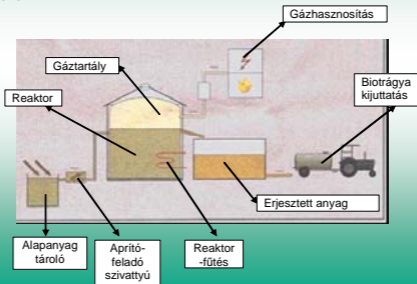 Gázhasznosítás
Gáztartály
Biotrágya
kijuttatás
Reaktor
Erjesztett anyag
Alapanyag
tároló
Aprító-
feladó
szivattyú
Reaktor
-fűtés